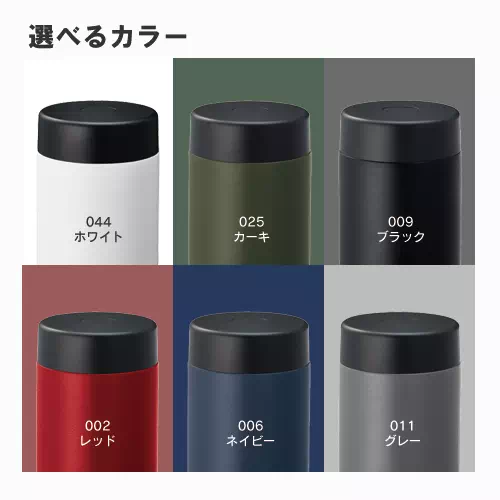 選べるカラー
044
ホワイト
025
カーキ
009
ブラック
002
レッド
006
ネイビー
011
グレー